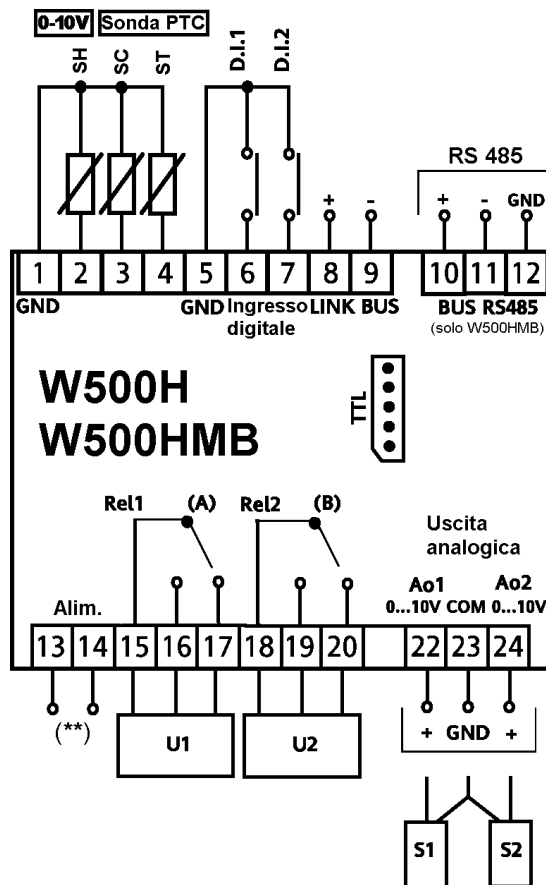 0-10V Sonda PTC
SH SC ST D.I.1 D.I.2
RS 485
+ - + - GND
1 2 3 4 5 6 7 8 9 10 11 12
GND GND Ingresso digitale LINK BUS BUS RS485
(solo W500HMB)
W500H
W500HMB
TTL
Rel1 (A) Rel2 (B)
Uscita
analogica
Ao1 Ao2
Alim. 0...10V COM 0...10V
13 14 15 16 17 18 19 20 22 23 24
(**) U1 U2
+ GND +
S1 S2